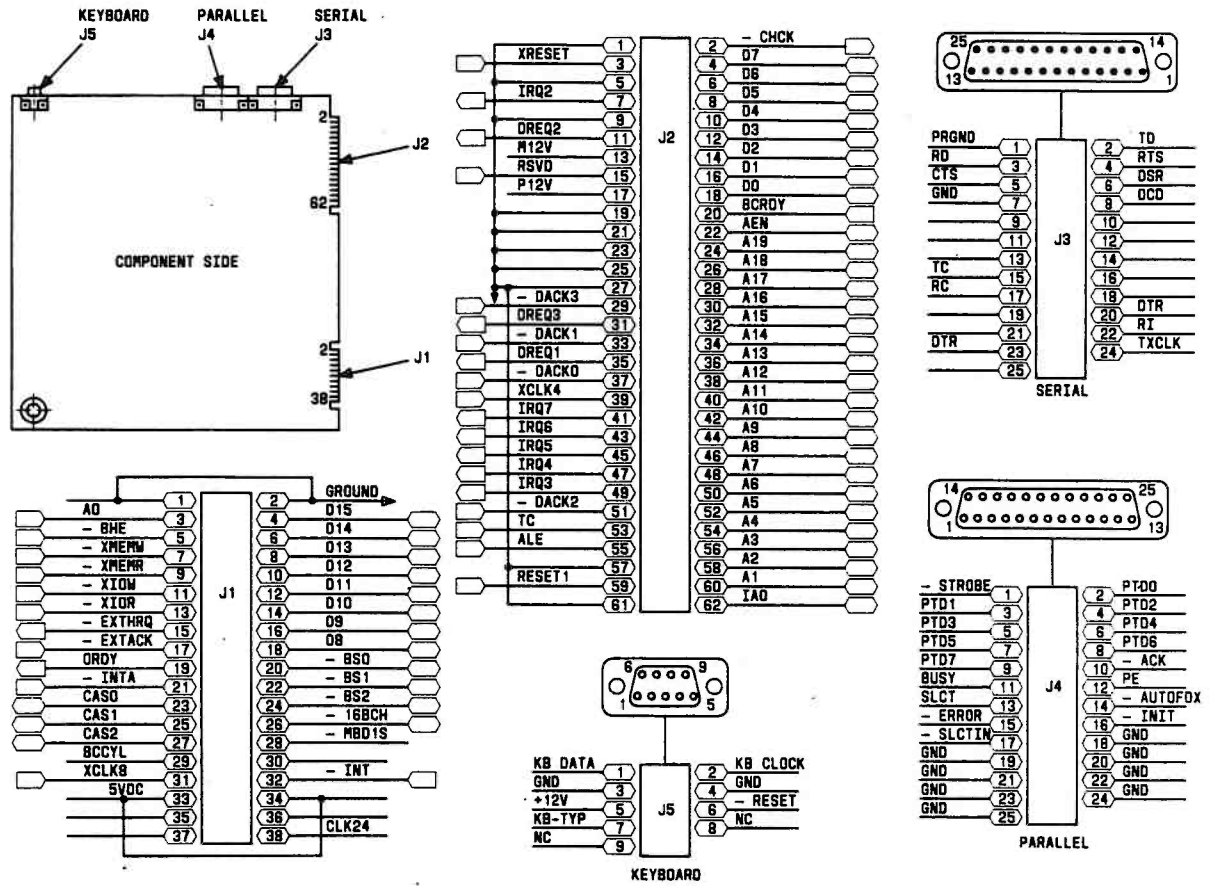 KEYBOARD PARALLEL SERIAL
J5 J4 J3
2
J2
62
COMPONENT SIDE
2
J1
38
J1
1 2 GROUND
A0 3 4 D15
- BHE 5 6 D14
- XMEMW 7 8 D13
- XMEMR 9 10 D12
- XIOW 11 12 D11
- XIOR 13 14 D10
- EXTHRQ 15 16 D9
- EXTACK 17 18 D8
ORDY 19 20 - BS0
- INTA 21 22 - BS1
CAS0 23 24 - BS2
CAS1 25 26 - 16BCH
CAS2 27 28 - MBD1S
BCCYL 29 30
XCLK8 31 32 - INT
5VDC 33 34
35 36
37 38 CLK24
J2
1 2 - CHCK
XRESET 3 4 D7
5 6 D6
IRQ2 7 8 D5
9 10 D4
DREQ2 11 12 D3
M12V 13 14 D2
RSVD 15 16 D1
P12V 17 18 D0
19 20 BCRDY
21 22 AEN
23 24 A19
25 26 A18
27 28 A17
- DACK3 29 30 A16
DREQ3 31 32 A15
- DACK1 33 34 A14
DREQ1 35 36 A13
- DACK0 37 38 A12
XCLK4 39 40 A11
IRQ7 41 42 A10
IRQ6 43 44 A9
IRQ5 45 46 A8
IRQ4 47 48 A7
IRQ3 49 50 A6
- DACK2 51 52 A5
TC 53 54 A4
ALE 55 56 A3
57 58 A2
RESET1 59 60 A1
61 62 IA0
6 9
1 5
J5
KB DATA 1 2 KB CLOCK
GND 3 4 GND
+12V 5 6 - RESET
KB-TYP 7 8 NC
NC 9
KEYBOARD
25 14
13 1
J3
PRGND 1 2 TD
RD 3 4 RTS
CTS 5 6 DSR
GND 7 8 DCD
9 10
11 12
13 14
TC 15 16
RC 17 18
19 20 DTR
21 22 RI
DTR 23 24 TXCLK
25
SERIAL
14 25
1 13
J4
- STROBE 1 2 PTD0
PTD1 3 4 PTD2
PTD3 5 6 PTD4
PTD5 7 8 PTD6
PTD7 9 10 - ACK
BUSY 11 12 PE
SLCT 13 14 - AUTOFDX
- ERROR 15 16 - INIT
- SLCTIN 17 18 GND
GND 19 20 GND
GND 21 22 GND
GND 23 24 GND
GND 25
PARALLEL